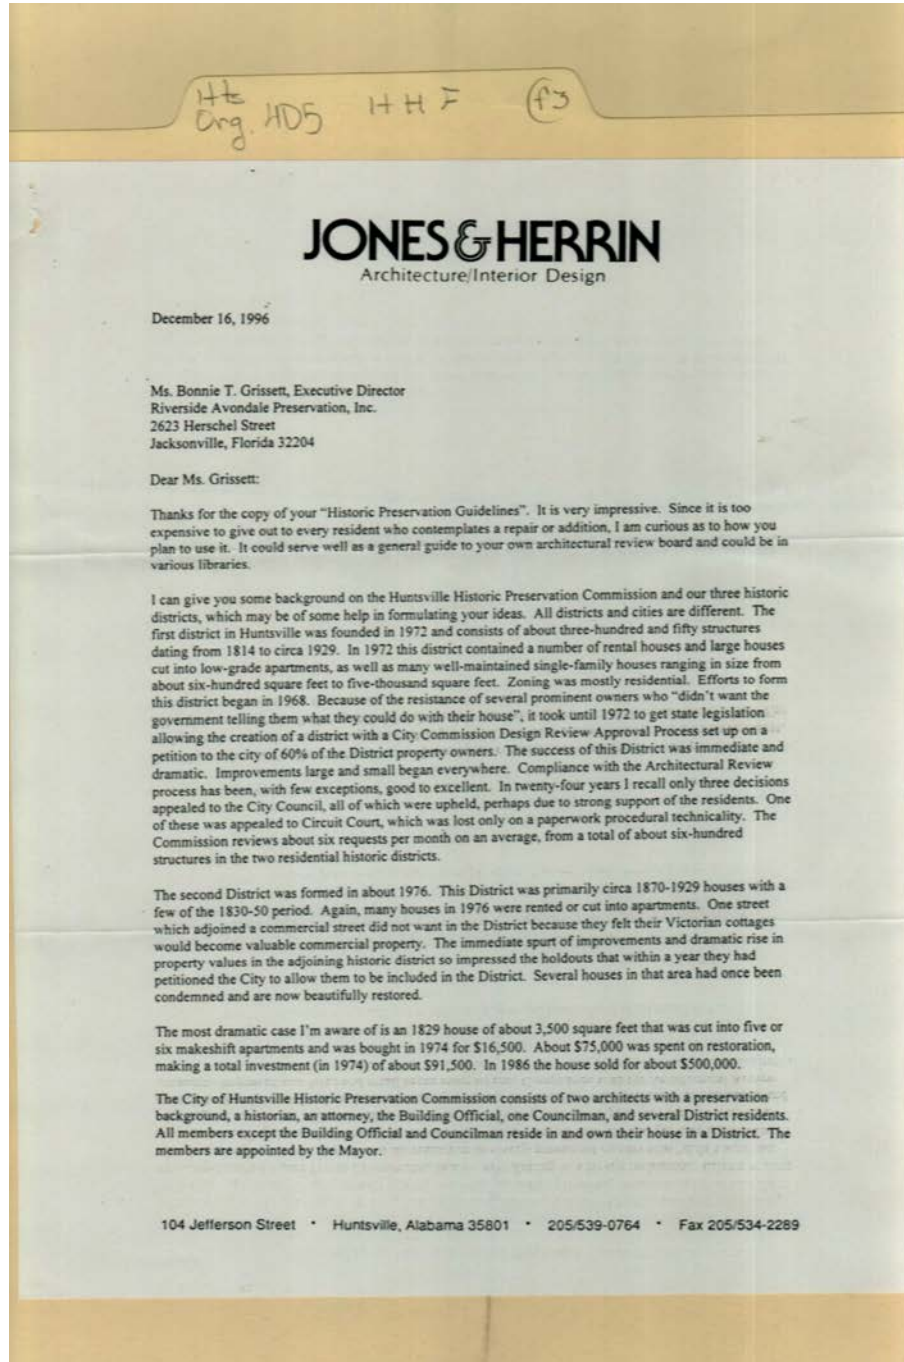 Hts
Org. HD5 HHF f3
JONES & HERRIN
Architecture/Interior Design
December 16, 1996
Ms. Bonnie T. Grissett, Executive Director
Riverside Avondale Preservation, Inc.
2623 Herschel Street
Jacksonville, Florida 32204
Dear Ms. Grissett:
Thanks for the copy of your “Historic Preservation Guidelines”. It is very impressive. Since it is too
expensive to give out to every resident who contemplates a repair or addition, I am curious as to how you
plan to use it. It could serve well as a general guide to your own architectural review board and could be in
various libraries.
I can give you some background on the Huntsville Historic Preservation Commission and our three historic
districts, which may be of some help in formulating your ideas. All districts and cities are different. The
first district in Huntsville was founded in 1972 and consists of about three-hundred and fifty structures
dating from 1814 to circa 1929. In 1972 this district contained a number of rental houses and large houses
cut into low-grade apartments, as well as many well-maintained single-family houses ranging in size from
about six-hundred square feet to five-thousand square feet. Zoning was mostly residential. Efforts to form
this district began in 1968. Because of the resistance of several prominent owners who “didn’t want the
government telling them what they could do with their house”, it took until 1972 to get state legislation
allowing the creation of a district with a City Commission Design Review Approval Process set up on a
petition to the city of 60% of the District property owners. The success of this District was immediate and
dramatic. Improvements large and small began everywhere. Compliance with the Architectural Review
process has been, with few exceptions, good to excellent. In twenty-four years I recall only three decisions
appealed to the City Council, all of which were upheld, perhaps due to strong support of the residents. One
of these was appealed to Circuit Court, which was lost only on a paperwork procedural technicality. The
Commission reviews about six requests per month on an average, from a total of about six-hundred
structures in the two residential historic districts.
The second District was formed in about 1976. This District was primarily circa 1870-1929 houses with a
few of the 1830-50 period. Again, many houses in 1976 were rented or cut into apartments. One street
which adjoined a commercial street did not want in the District because they felt their Victorian cottages
would become valuable commercial property. The immediate spurt of improvements and dramatic rise in
property values in the adjoining historic district so impressed the holdouts that within a year they had
petitioned the City to allow them to be included in the District. Several houses in that area had once been
condemned and are now beautifully restored.
The most dramatic case I’m aware of is an 1829 house of about 3,500 square feet that was cut into five or
six makeshift apartments and was bought in 1974 for $16,500. About $75,000 was spent on restoration,
making a total investment (in 1974) of about $91,500. In 1986 the house sold for about $500,000.
The City of Huntsville Historic Preservation Commission consists of two architects with a preservation
background, a historian, an attorney, the Building Official, one Councilman, and several District residents.
All members except the Building Official and Councilman reside in and own their house in a District. The
members are appointed by the Mayor.
104 Jefferson Street • Huntsville, Alabama 35801 • 205/539-0764 • Fax 205/534-2289